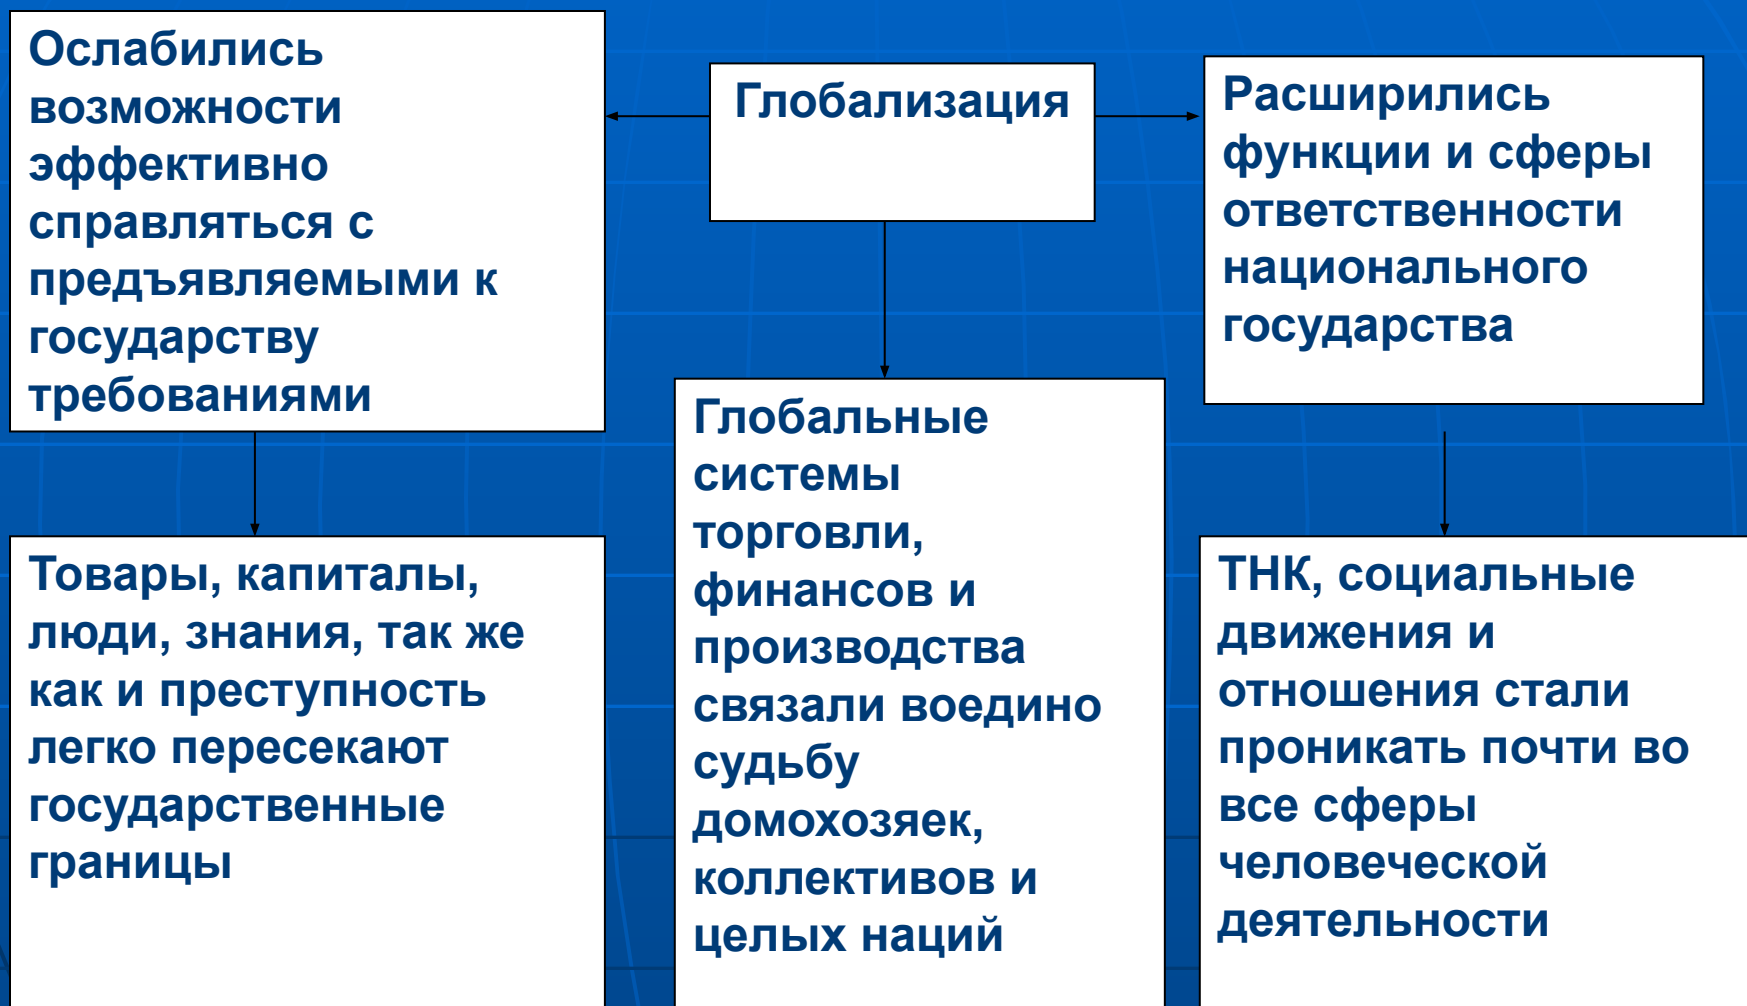 Ослабились
возможности
эффективно
справляться с
предъявляемыми к
государству
требованиями
Глобализация
Расширились
функции и сферы
ответственности
национального
государства
Товары, капиталы,
люди, знания, так же
как и преступность
легко пересекают
государственные
границы
Глобальные
системы
торговли,
финансов и
производства
связали воедино
судьбу
домохозяек,
коллективов и
целых наций
ТНК, социальные
движения и
отношения стали
проникать почти во
все сферы
человеческой
деятельности